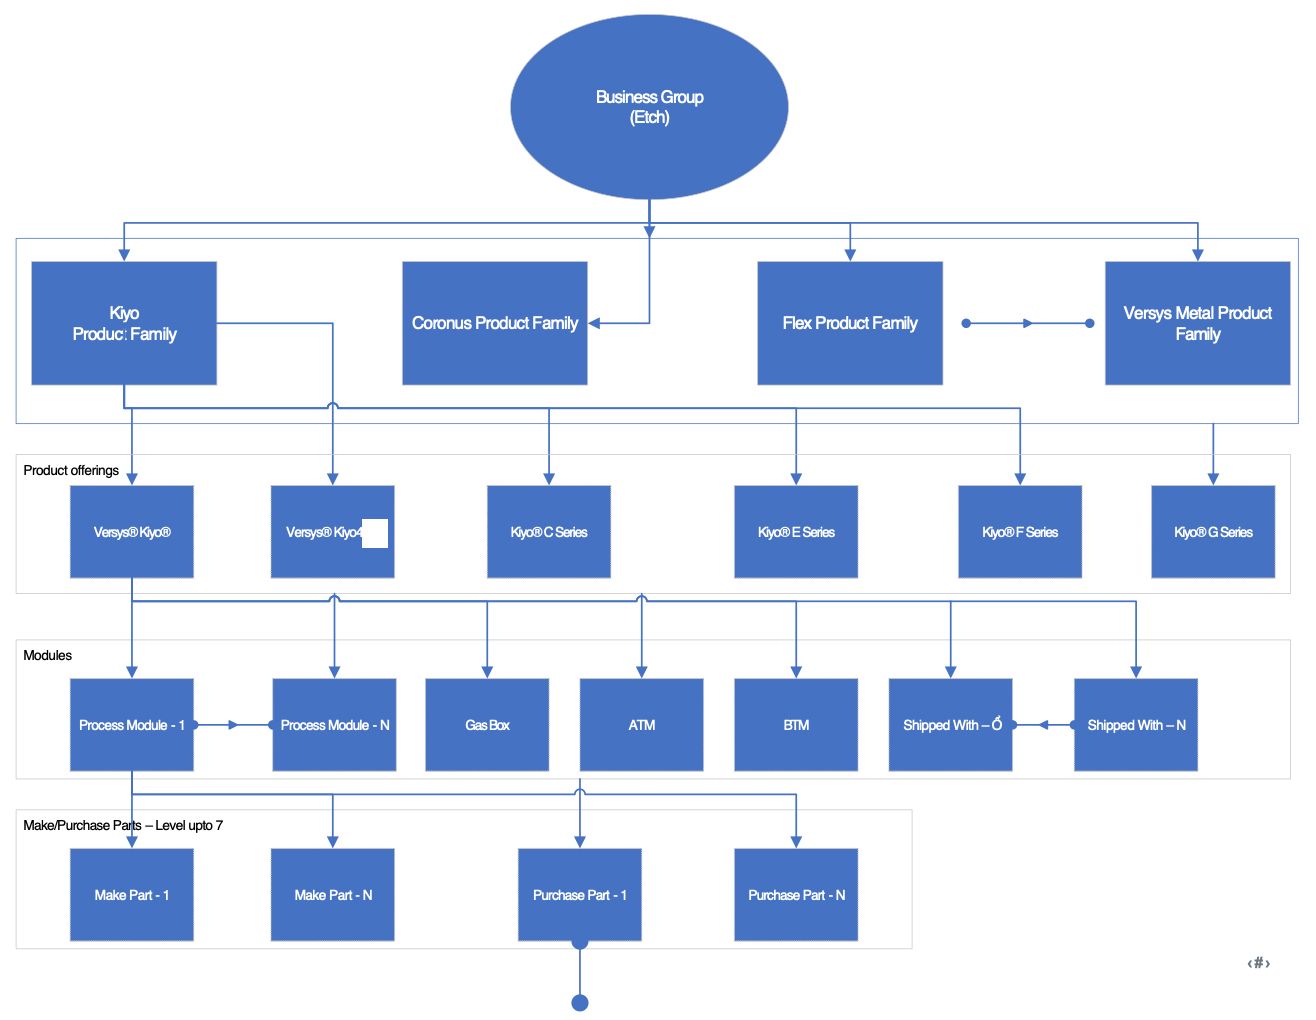 Business Group
(Etch)
Kiyo
Product Family
Coronus Product Family
Flex Product Family
Versys Metal Product
Family
Product offerings
Versys® Kiyo®
Versys® Kiyo4
Kiyo® C Series
Kiyo® E Series
Kiyo® F Series
Kiyo® G Series
Modules
Process Module - 1
Process Module - N
Gas Box
ATM
BTM
Shipped With –
Shipped With – N
Make/Purchase Parts – Level upto 7
Make Part - 1
Make Part - N
Purchase Part - 1
Purchase Part - N
‹#›